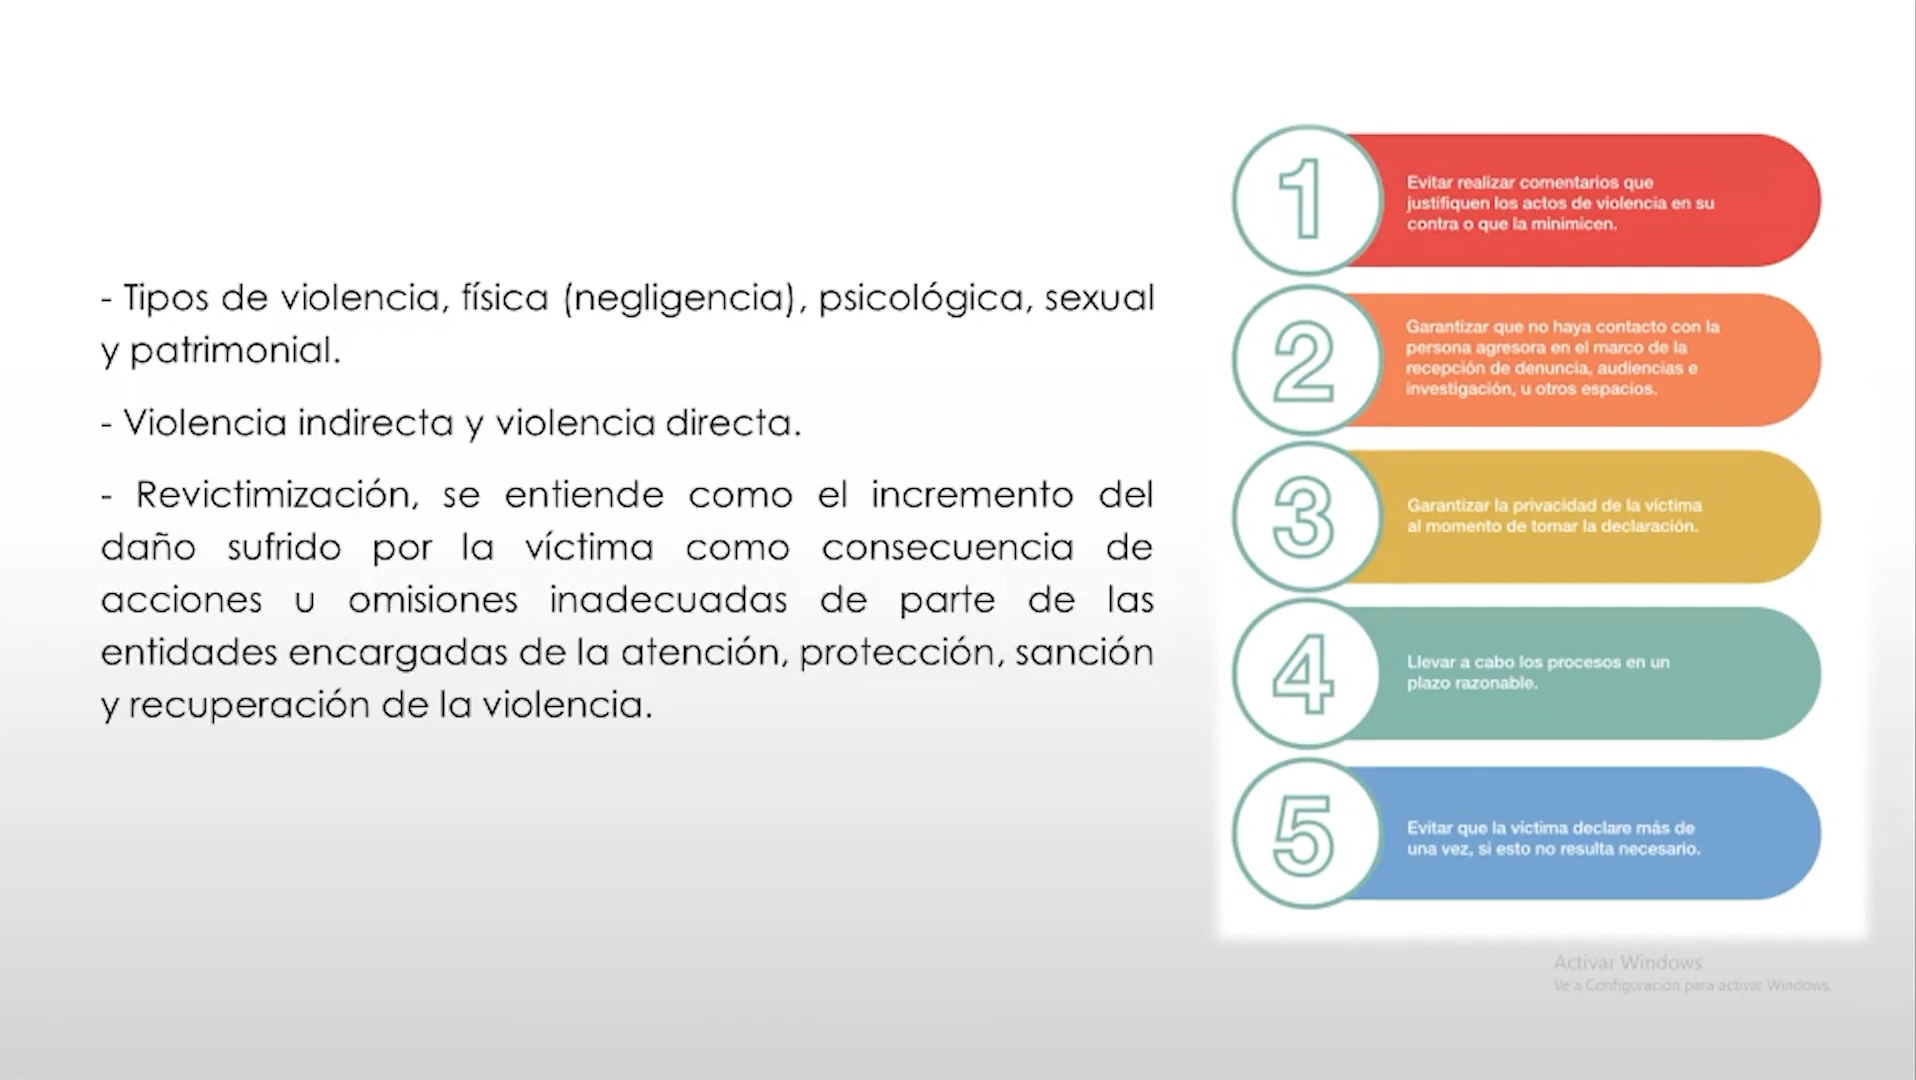 - Tipos de violencia, física (negligencia), psicológica, sexual
y patrimonial.
- Violencia indirecta y violencia directa.
- Revictimización, se entiende como el incremento del
daño sufrido por la víctima como consecuencia de
acciones u omisiones inadecuadas de parte de las
entidades encargadas de la atención, protección, sanción
y recuperación de la violencia.
1
Evitar realizar comentarios que
justifiquen los actos de violencia en su
contra o que la minimicen.
2
Garantizar que no haya contacto con la
persona agresora en el marco de la
recepción de denuncia, audiencias e
investigación, u otros espacios.
3
Garantizar la privacidad de la víctima
al momento de tomar la declaración.
4
Llevar a cabo los procesos en un
plazo razonable.
5
Evitar que la víctima declare más de
una vez, si esto no resulta necesario.
Activar Windows
Ve a Configuración para activar Windows.